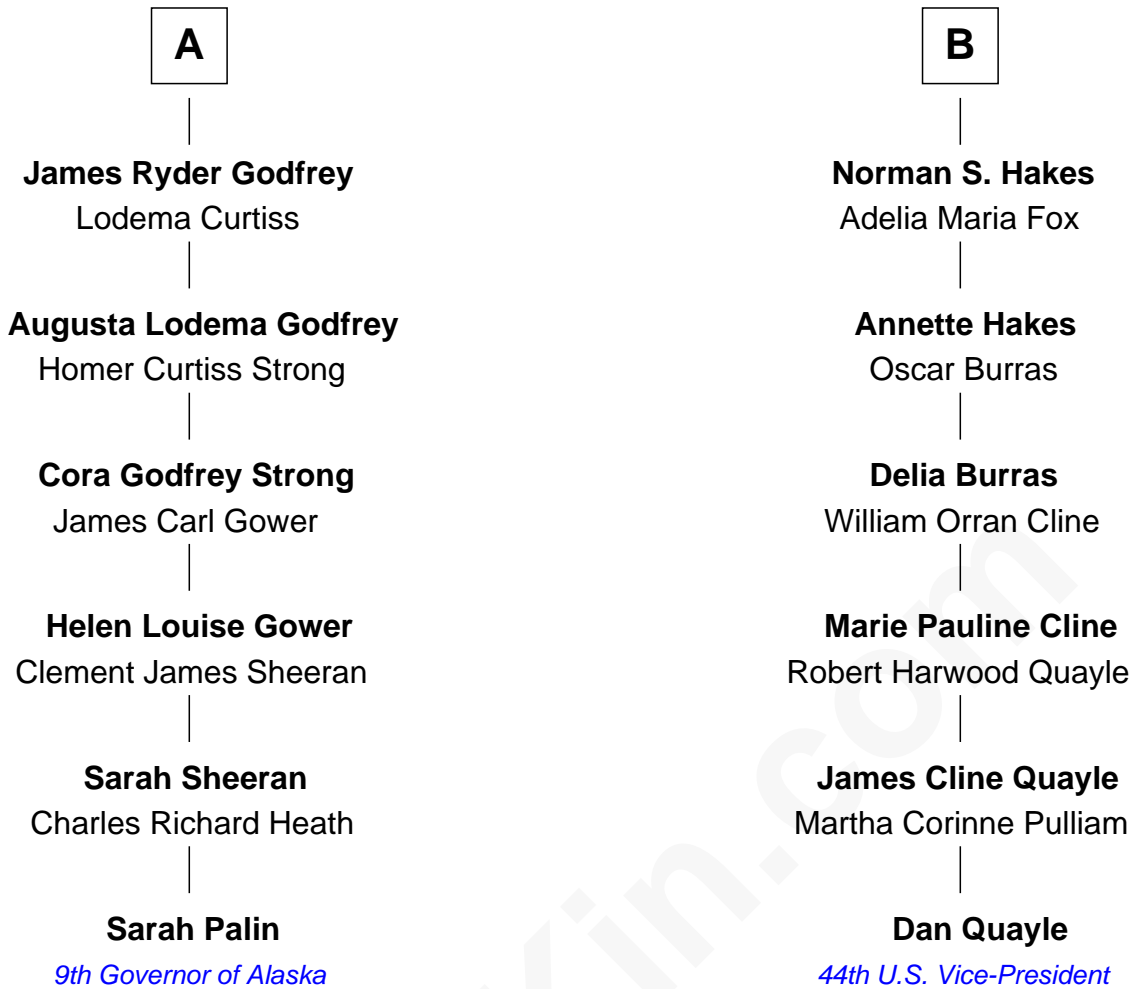 A
James Ryder Godfrey
Lodema Curtiss
Augusta Lodema Godfrey
Homer Curtiss Strong
Cora Godfrey Strong
James Carl Gower
Helen Louise Gower
Clement James Sheeran
Sarah Sheeran
Charles Richard Heath
Sarah Palin
9th Governor of Alaska
B
Norman S. Hakes
Adelia Maria Fox
Annette Hakes
Oscar Burras
Delia Burras
William Orran Cline
Marie Pauline Cline
Robert Harwood Quayle
James Cline Quayle
Martha Corinne Pulliam
Dan Quayle
44th U.S. Vice-President
Kin.com